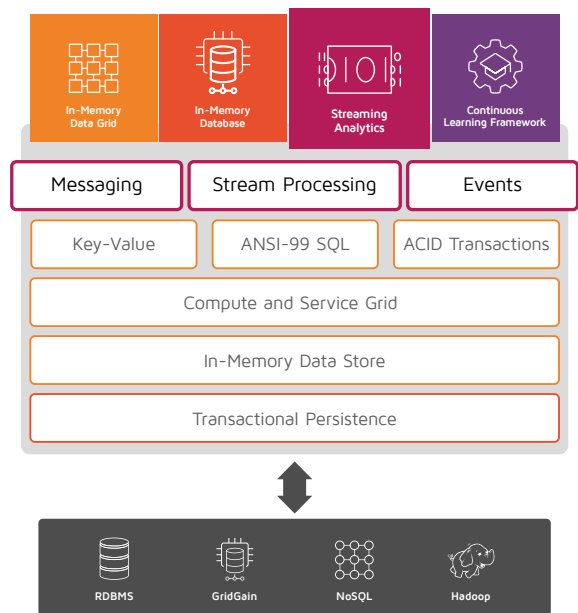 In-Memory
Data Grid
In-Memory
Database
Streaming
Analytics
Continuous
Learning Framework
Messaging
Stream Processing
Events
Key-Value
ANSI-99 SQL
ACID Transactions
Compute and Service Grid
In-Memory Data Store
Transactional Persistence
RDBMS
GridGain
NoSQL
Hadoop